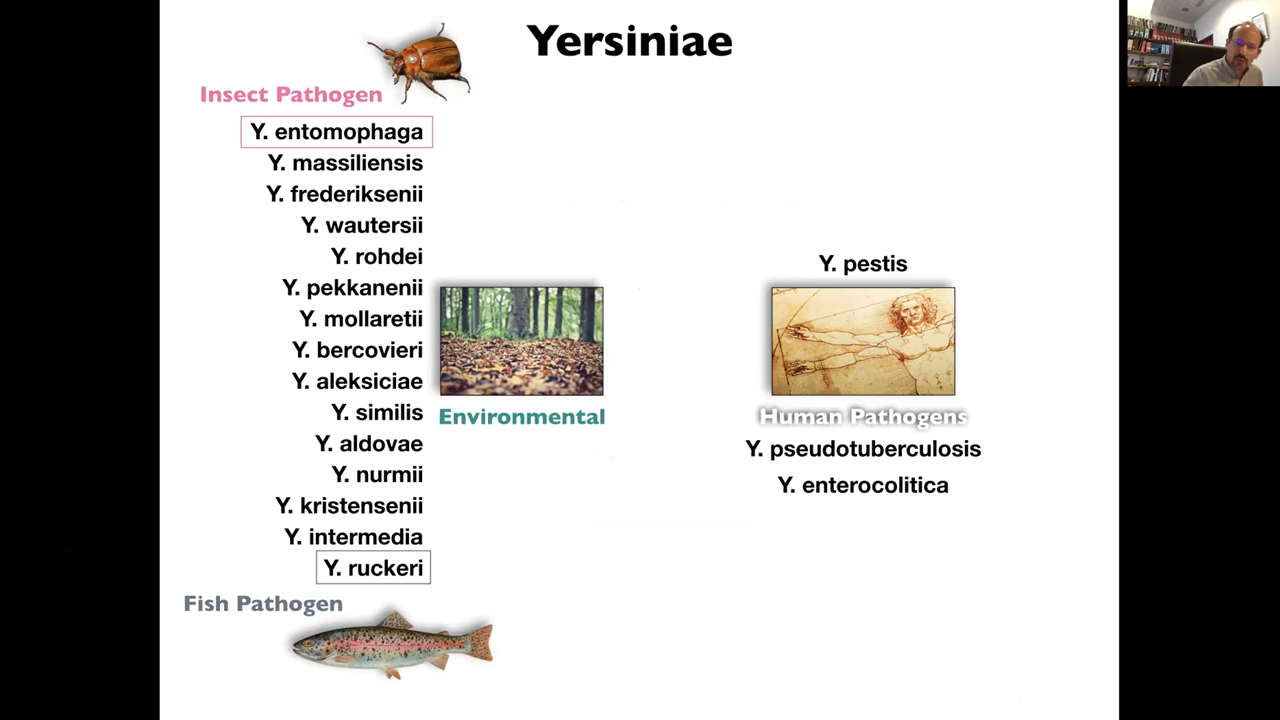 Yersiniae
Insect Pathogen
Y. entomophaga
Y. massiliensis
Y. frederiksenii
Y. wautersii
Y. rohdei
Y. pekkanenii
Y. mollaretii
Y. bercovieri
Y. aleksiciae
Y. similis
Y. aldovae
Y. nurmii
Y. kristensenii
Y. intermedia
Y. ruckeri
Fish Pathogen
Environmental
Y. pestis
Human Pathogens
Y. pseudotuberculosis
Y. enterocolitica